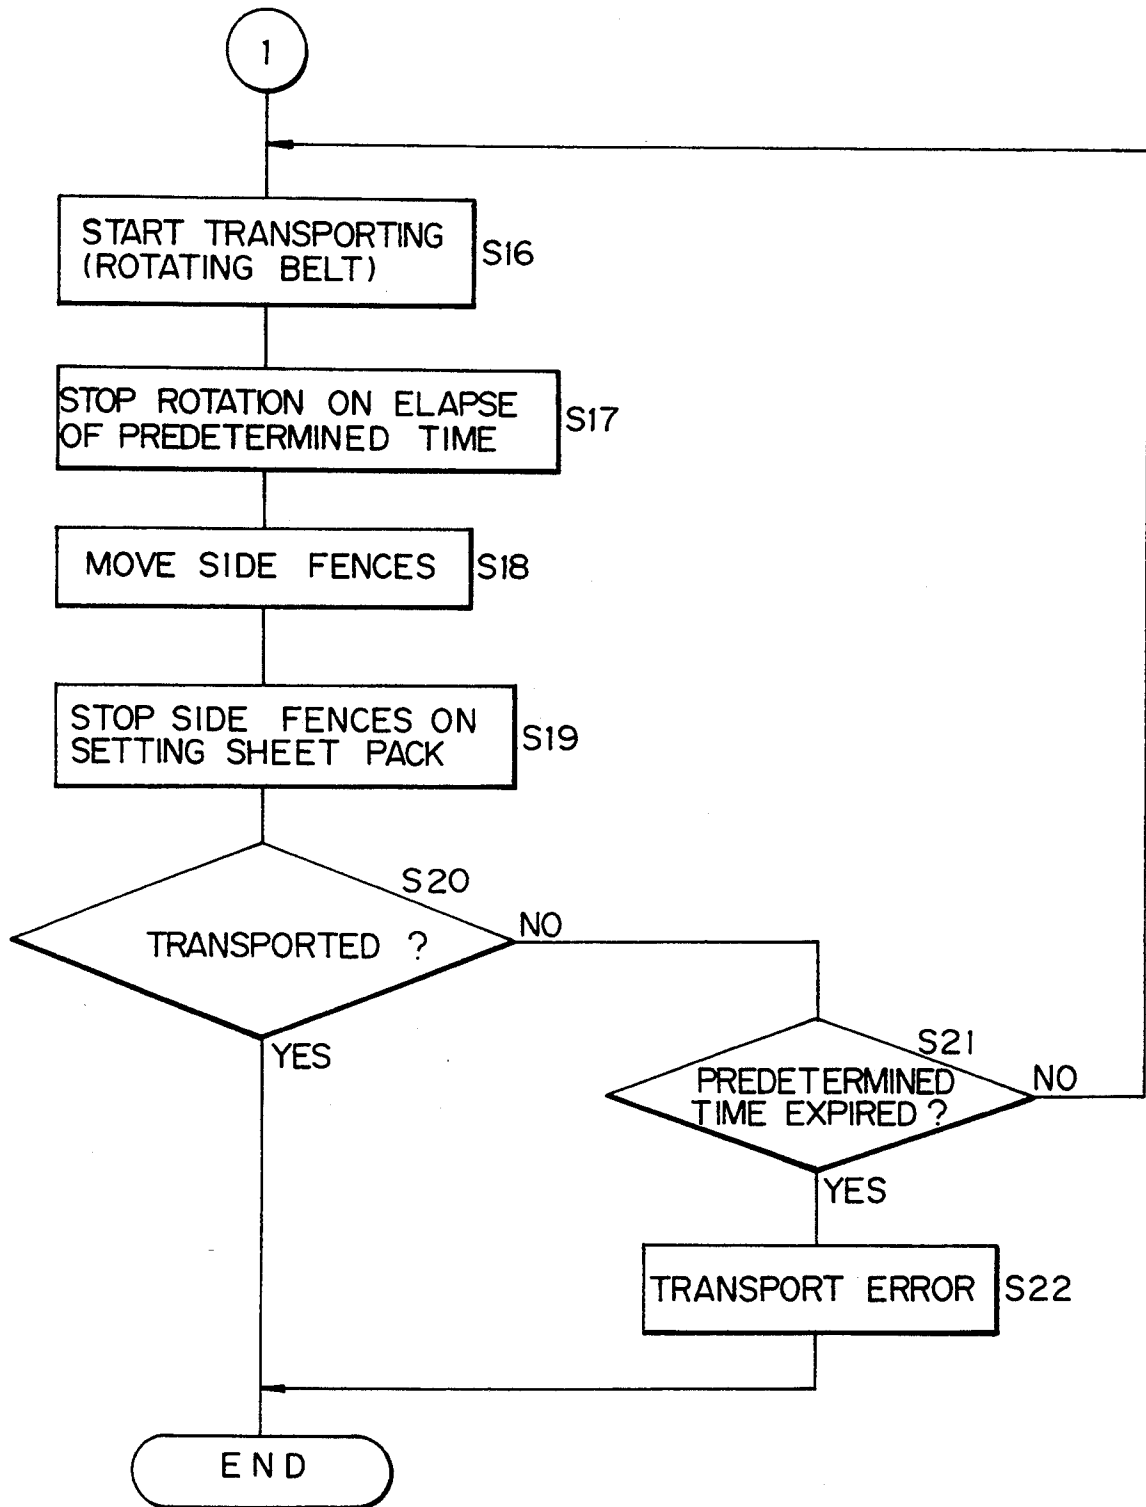 1
START TRANSPORTING
(ROTATING BELT)
S16
STOP ROTATION ON ELAPSE
OF PREDETERMINED TIME
S17
MOVE SIDE FENCES
S18
STOP SIDE FENCES ON
SETTING SHEET PACK
S19
S20
TRANSPORTED ?
NO
YES
S21
PREDETERMINED
TIME EXPIRED ?
NO
YES
TRANSPORT ERROR
S22
END